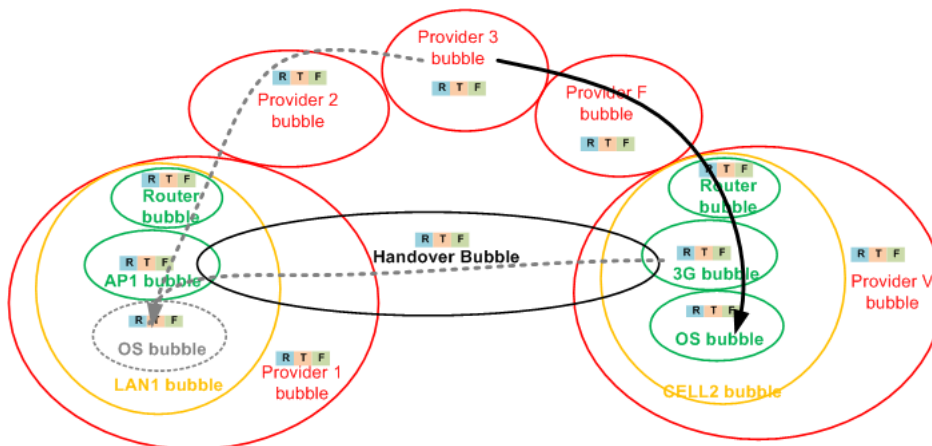 Provider 3
bubble
R T F
R T F
Provider 2
bubble
Provider F
bubble
R T F
R T F
Router
bubble
R T F
Router
bubble
R T F
Handover Bubble
R T F
AP1 bubble
R T F
3G bubble
R T F
Provider V
bubble
R T F
OS bubble
R T F
OS bubble
R T F
Provider 1
bubble
LAN1 bubble
CELL2 bubble